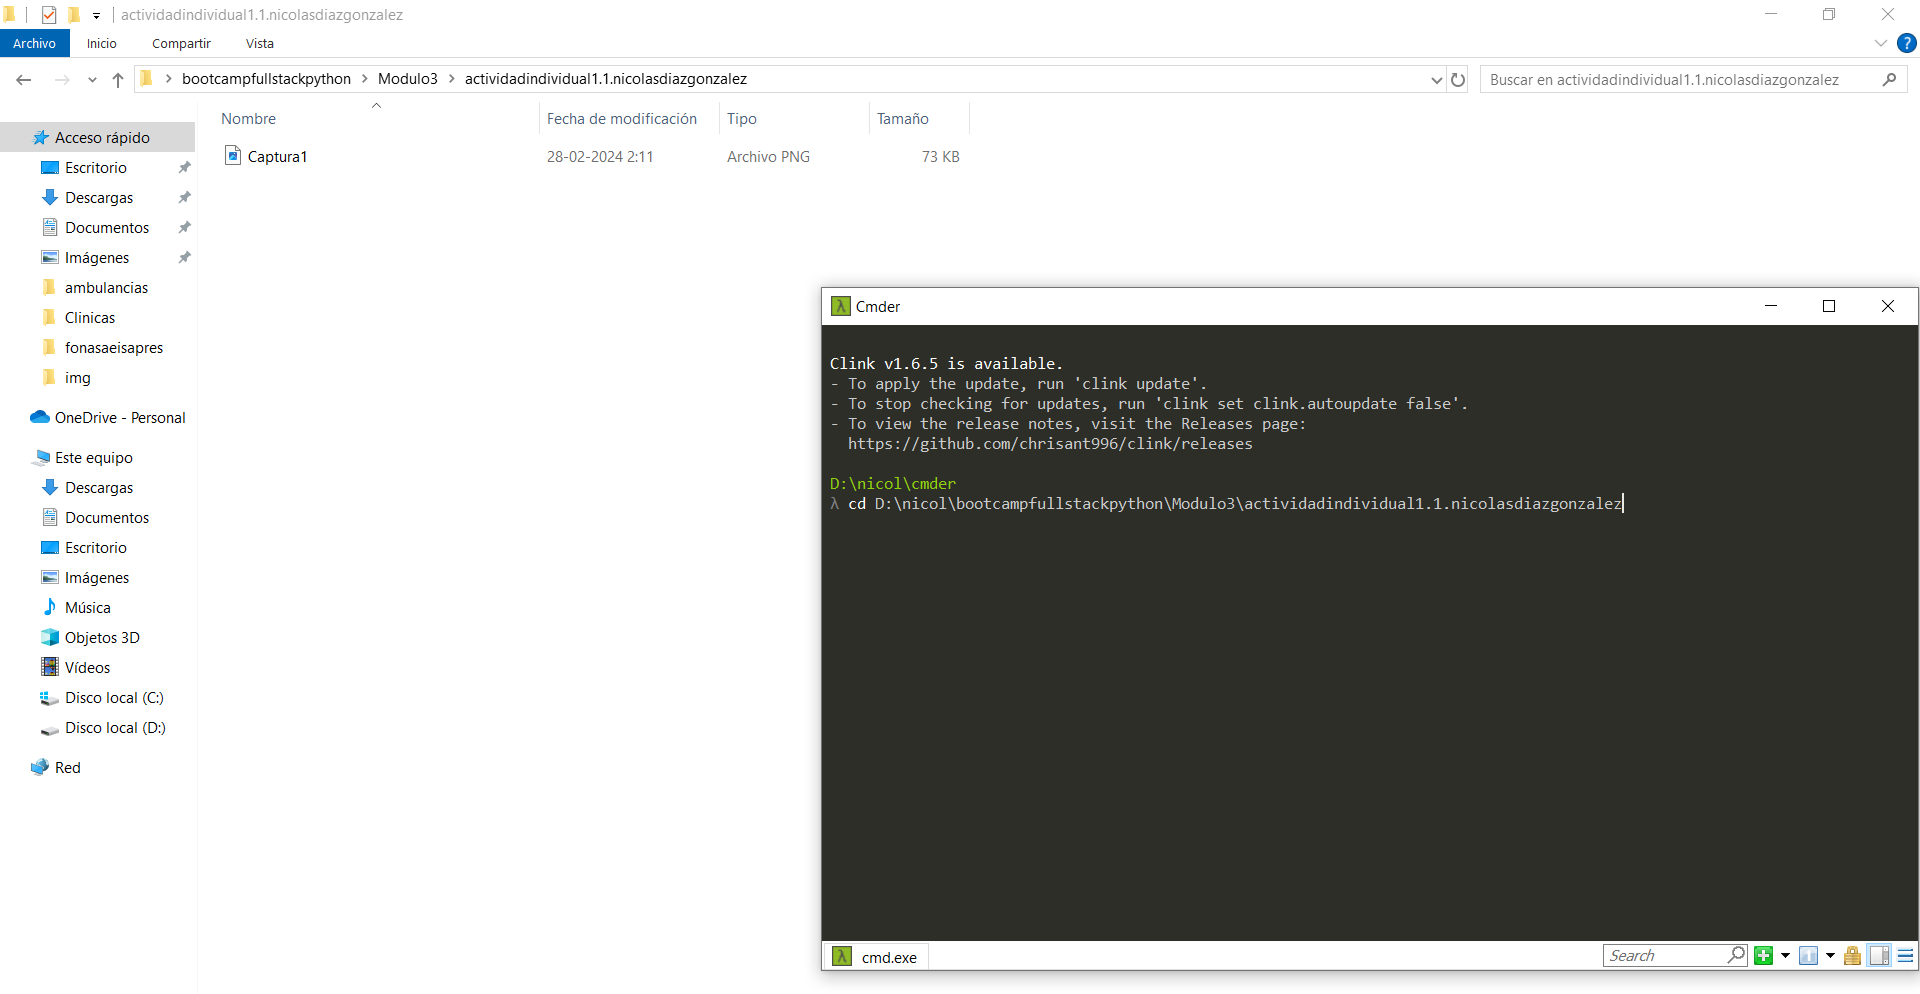 actividadindividual1.1.nicolasdiazgonzalez
Archivo Inicio Compartir Vista
bootcampfullstackpython Modulo3 actividadindividual1.1.nicolasdiazgonzalez Buscar en actividadindividual1.1.nicolasdiazgonzalez
Nombre Fecha de modificación Tipo Tamaño
Captura1 28-02-2024 2:11 Archivo PNG 73 KB
Acceso rápido
Escritorio
Descargas
Documentos
Imágenes
ambulancias
Clinicas
fonasaeisapres
img
OneDrive - Personal
Este equipo
Descargas
Documentos
Escritorio
Imágenes
Música
Objetos 3D
Vídeos
Disco local (C:)
Disco local (D:)
Red
Cmder
Clink v1.6.5 is available.
- To apply the update, run 'clink update'.
- To stop checking for updates, run 'clink set clink.autoupdate false'.
- To view the release notes, visit the Releases page:
https://github.com/chrisant996/clink/releases
D:\nicol\cmder
λ cd D:\nicol\bootcampfullstackpython\Modulo3\actividadindividual1.1.nicolasdiazgonzalez
λ cmd.exe Search